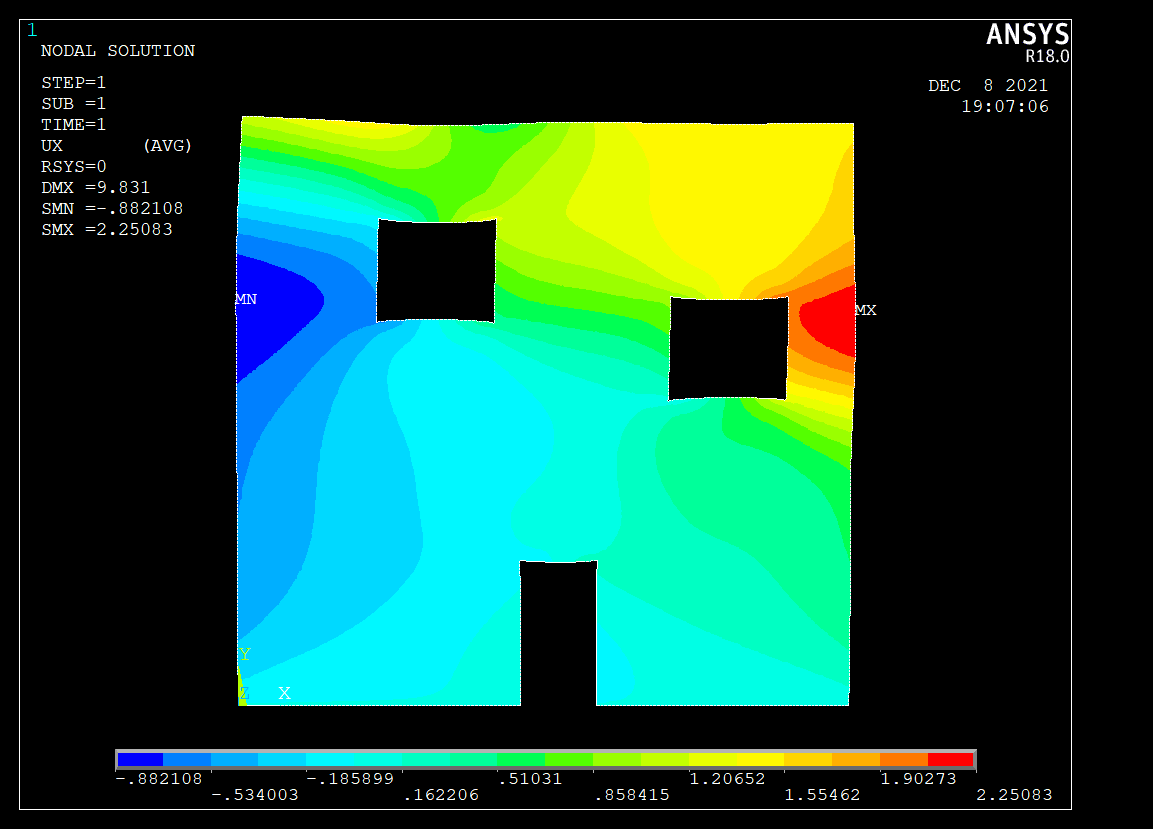 1
ANSYS
R18.0
NODAL SOLUTION
STEP=1
SUB =1
TIME=1
UX (AVG)
RSYS=0
DMX =9.831
SMN =-.882108
SMX =2.25083
DEC 8 2021
19:07:06
MN
MX
Y
Z X
-.882108 -.185899 .51031 1.20652 1.90273
-.534003 .162206 .858415 1.55462 2.25083